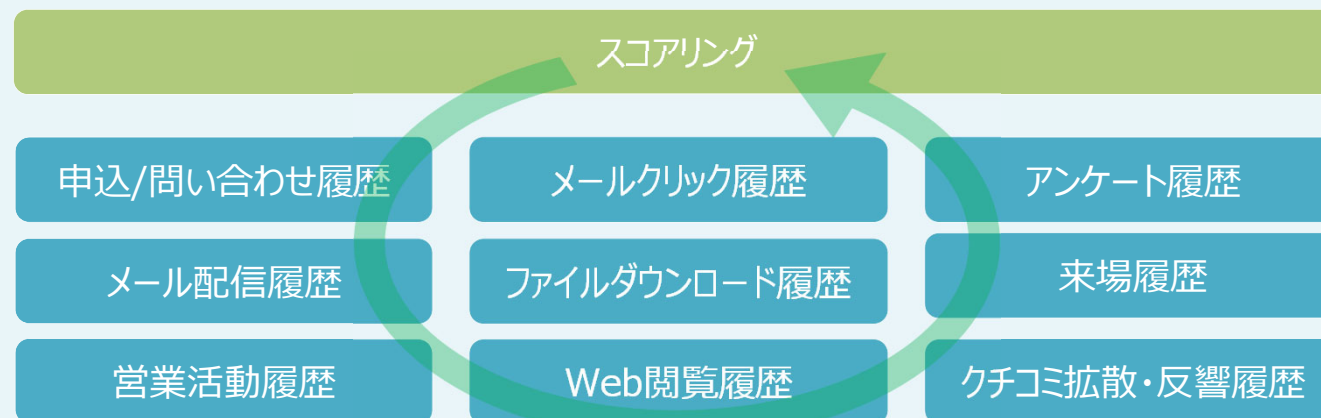 スコアリング
申込/問い合わせ履歴
メールクリック履歴
アンケート履歴
メール配信履歴
ファイルダウンロード履歴
来場履歴
営業活動履歴
Web閲覧履歴
クチコミ拡散・反響履歴